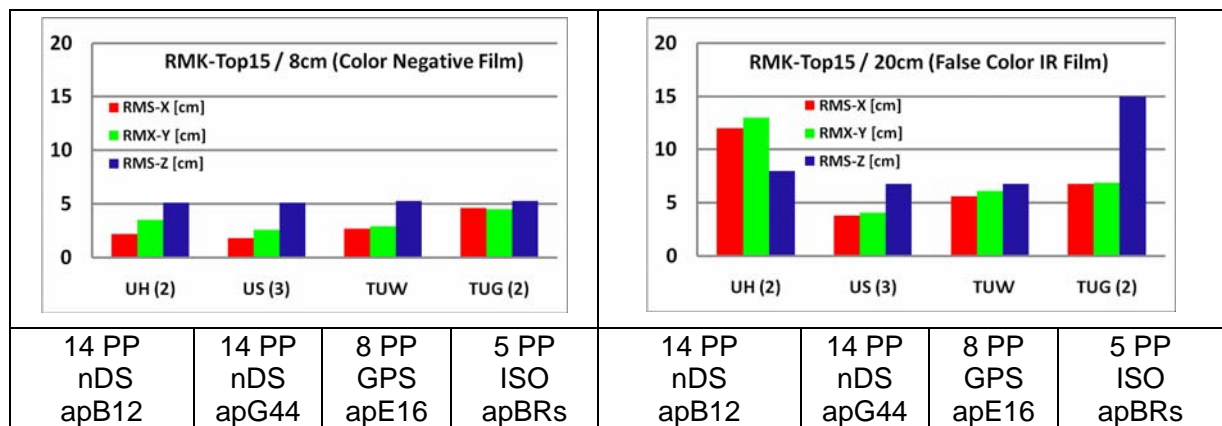 RMK-Top15 / 8cm (Color Negative Film)
20
15
10
5
0
RMS-X [cm]
RMX-Y [cm]
RMS-Z [cm]
UH (2) US (3) TUW TUG (2)
RMK-Top15 / 20cm (False Color IR Film)
20
15
10
5
0
RMS-X [cm]
RMX-Y [cm]
RMS-Z [cm]
UH (2) US (3) TUW TUG (2)
14 PP 14 PP 8 PP 5 PP 14 PP 14 PP 8 PP 5 PP
nDS nDS GPS ISO nDS nDS GPS ISO
apB12 apG44 apE16 apBRs apB12 apG44 apE16 apBRs